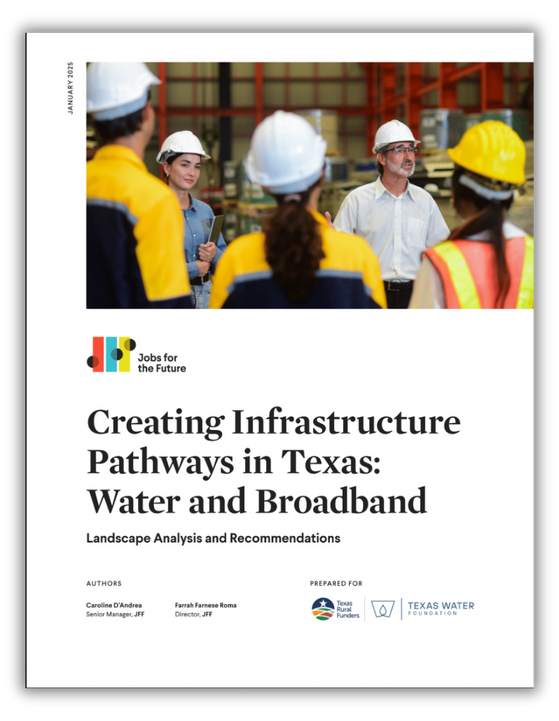 JANUARY 2025
Jobs for
the Future
Creating Infrastructure
Pathways in Texas:
Water and Broadband
Landscape Analysis and Recommendations
AUTHORS
Caroline D'Andrea
Senior Manager, JFF
Farrah Farnese Roma
Director, JFF
PREPARED FOR
Texas
Rural
Funders
TEXAS WATER
FOUNDATION